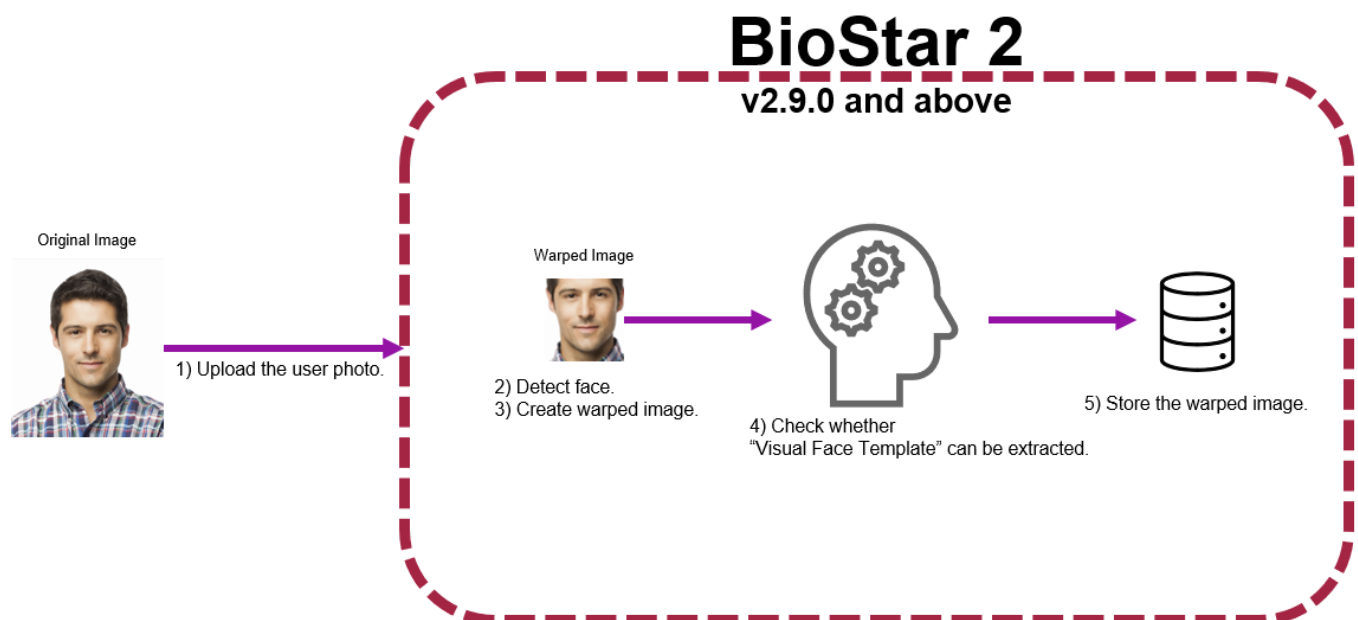 BioStar 2
v2.9.0 and above
Original Image
1) Upload the user photo.
Warped Image
2) Detect face.
3) Create warped image.
4) Check whether
“Visual Face Template” can be extracted.
5) Store the warped image.